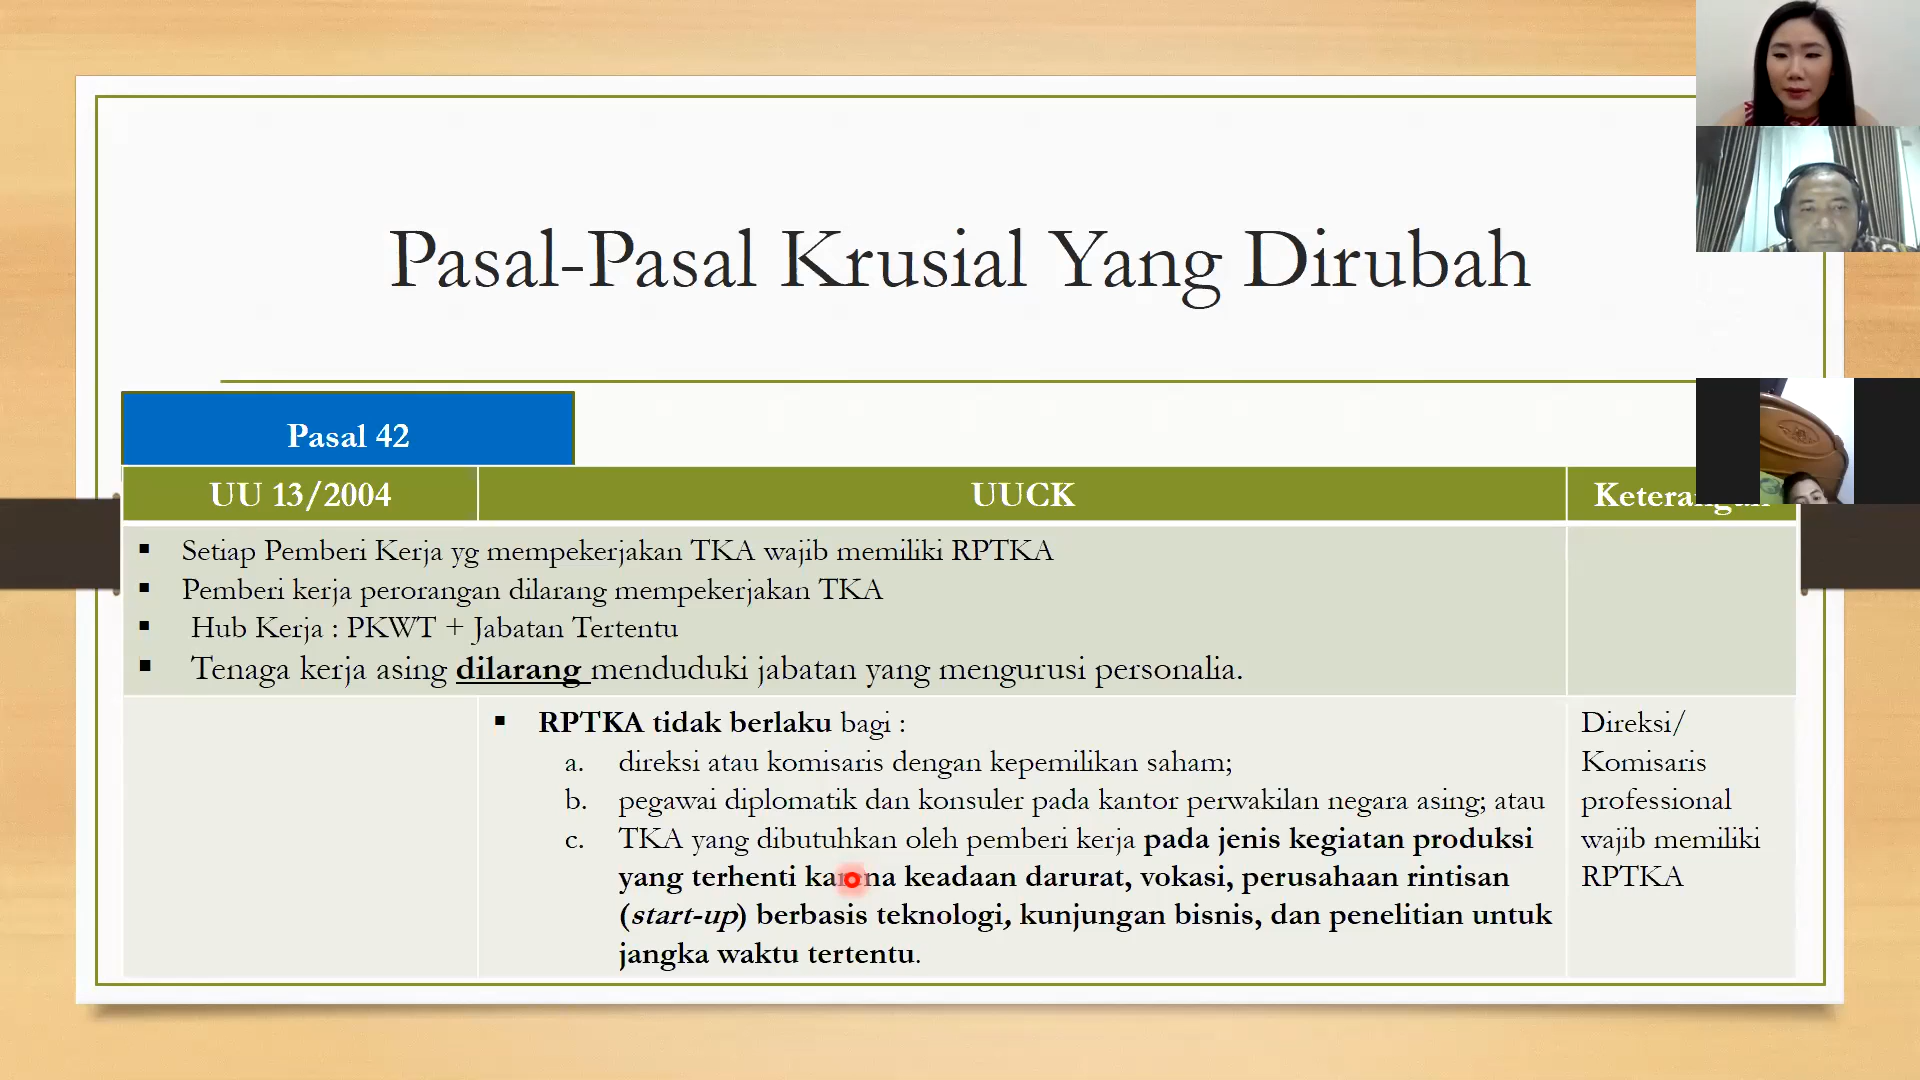 Pasal-Pasal Krusial Yang Dirubah
Pasal 42
UU 13/2004
UUCK
Keterangan
▪ Setiap Pemberi Kerja yg mempekerjakan TKA wajib memiliki RPTKA
▪ Pemberi kerja perorangan dilarang mempekerjakan TKA
▪ Hub Kerja : PKWT + Jabatan Tertentu
▪ Tenaga kerja asing dilarang menduduki jabatan yang mengurusi personalia.
▪ RPTKA tidak berlaku bagi :
a. direksi atau komisaris dengan kepemilikan saham;
b. pegawai diplomatik dan konsuler pada kantor perwakilan negara asing; atau
c. TKA yang dibutuhkan oleh pemberi kerja pada jenis kegiatan produksi
yang terhenti karena keadaan darurat, vokasi, perusahaan rintisan
(start-up) berbasis teknologi, kunjungan bisnis, dan penelitian untuk
jangka waktu tertentu.
Direksi/
Komisaris
professional
wajib memiliki
RPTKA